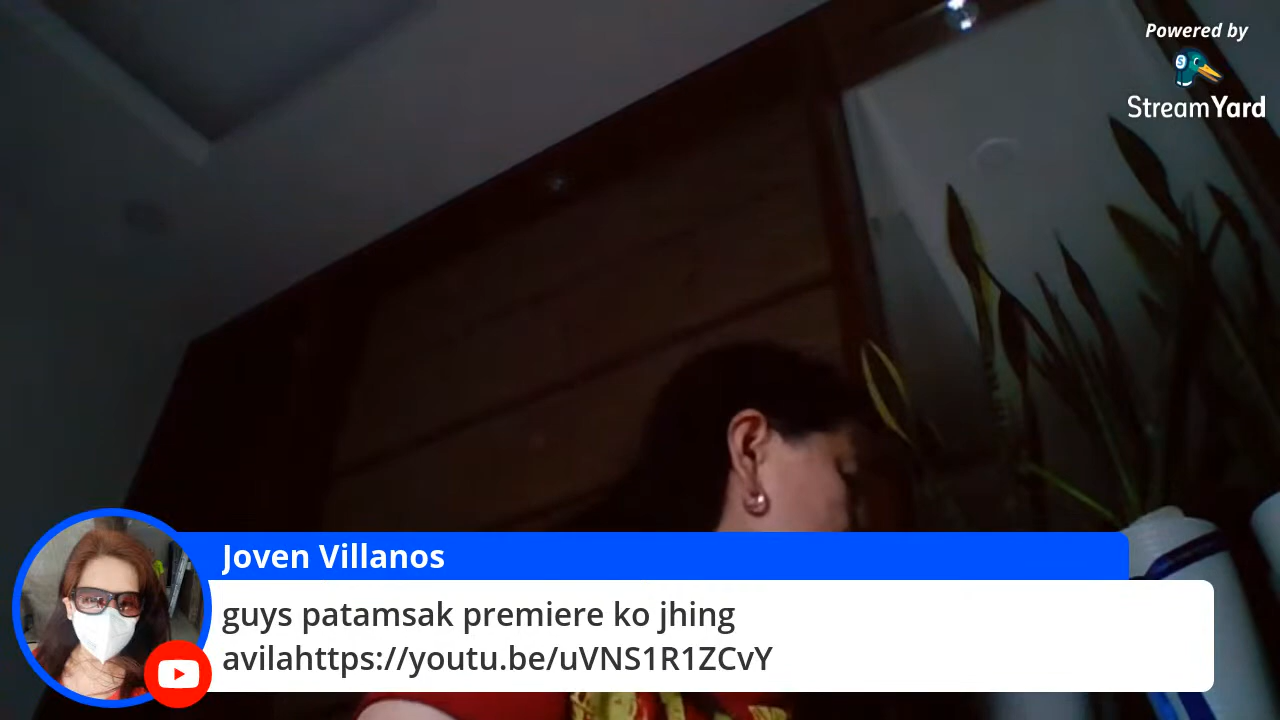 Powered by
StreamYard
Joven Villanos
guys patamsak premiere ko jhing
avilahttps://youtu.be/uVNS1R1ZCvY